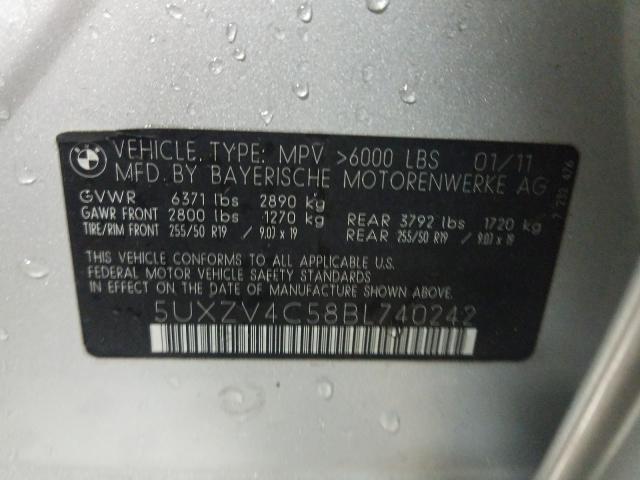 VEHICLE. TYPE: MPV >6000 LBS 01/11
MFD. BY BAYERISCHE MOTORENWERKE AG
GVWR 6371 lbs 2890 kg
GAWR FRONT 2800 lbs 1270 kg REAR 3792 lbs 1720 kg
TIRE/RIM FRONT 255/50 R19 / 9.0J x 19 REAR 255/50 R19 / 9.0J x 19
THIS VEHICLE CONFORMS TO ALL APPLICABLE U.S.
FEDERAL MOTOR VEHICLE SAFETY STANDARDS
IN EFFECT ON THE DATE OF MANUFACTURE SHOWN ABOVE.
5UXZV4C58BL740242
7 232 476